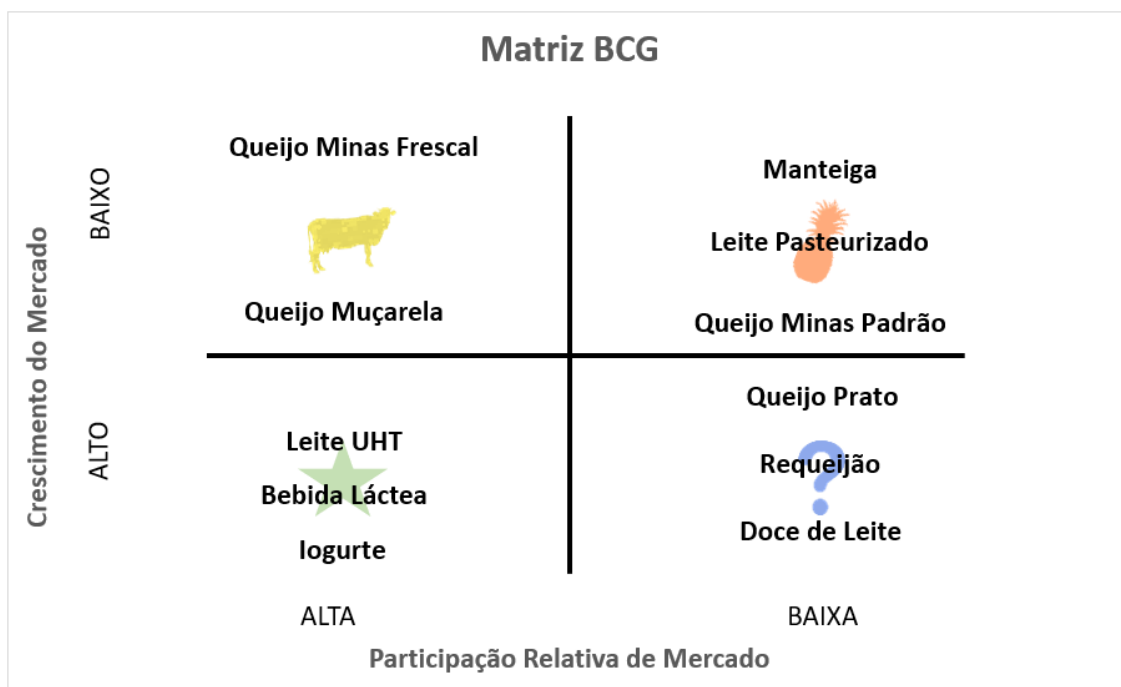 Matriz BCG
Crescimento do Mercado
BAIXO
Queijo Minas Frescal
Queijo Muçarela
Manteiga
Leite Pasteurizado
Queijo Minas Padrão
ALTO
Leite UHT
Bebida Láctea
Iogurte
Queijo Prato
Requeijão
?
Doce de Leite
ALTA
BAIXA
Participação Relativa de Mercado